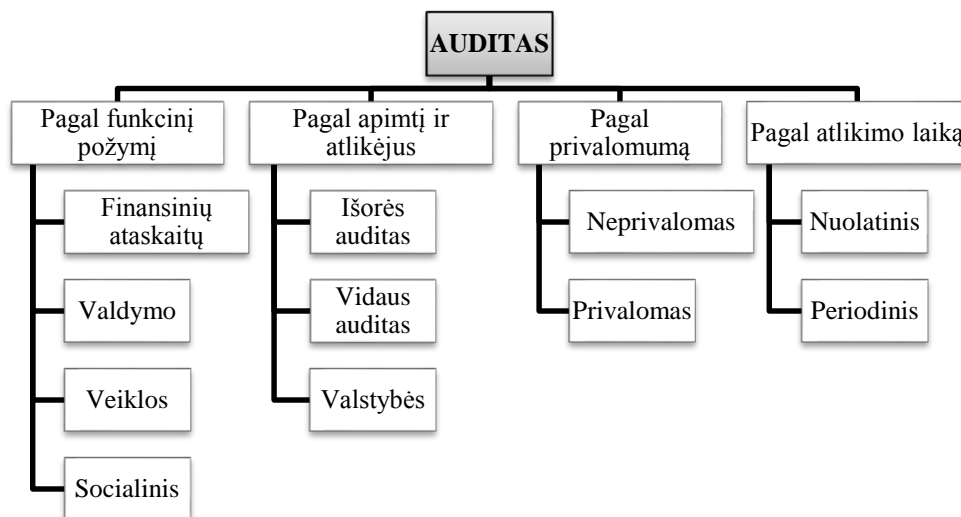 AUDITAS
Pagal funkcinį
požymį
Finansinių
ataskaitų
Valdymo
Veiklos
Socialinis
Pagal apimtį ir
atlikėjus
Išorės
auditas
Vidaus
auditas
Valstybės
Pagal
privalomumą
Neprivalomas
Privalomas
Pagal atlikimo laiką
Nuolatinis
Periodinis